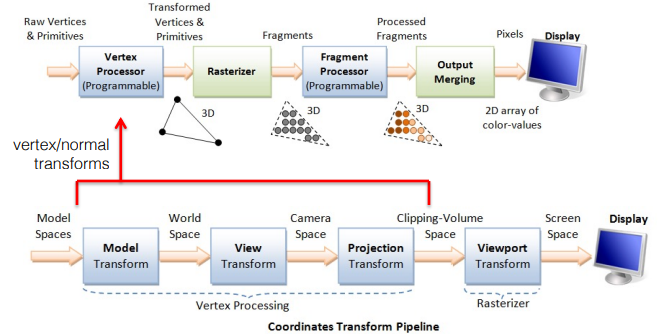 Raw Vertices
& Primitives
Transformed
Vertices &
Primitives
Fragments
Processed
Fragments
Pixels
Display
Vertex
Processor
(Programmable)
Rasterizer
Fragment
Processor
(Programmable)
Output
Merging
3D
3D
3D
2D array of
color-values
vertex/normal
transforms
Model
Spaces
World
Space
Camera
Space
Clipping-Volume
Space
Screen
Space
Display
Model
Transform
View
Transform
Projection
Transform
Viewport
Transform
Vertex Processing
Rasterizer
Coordinates Transform Pipeline